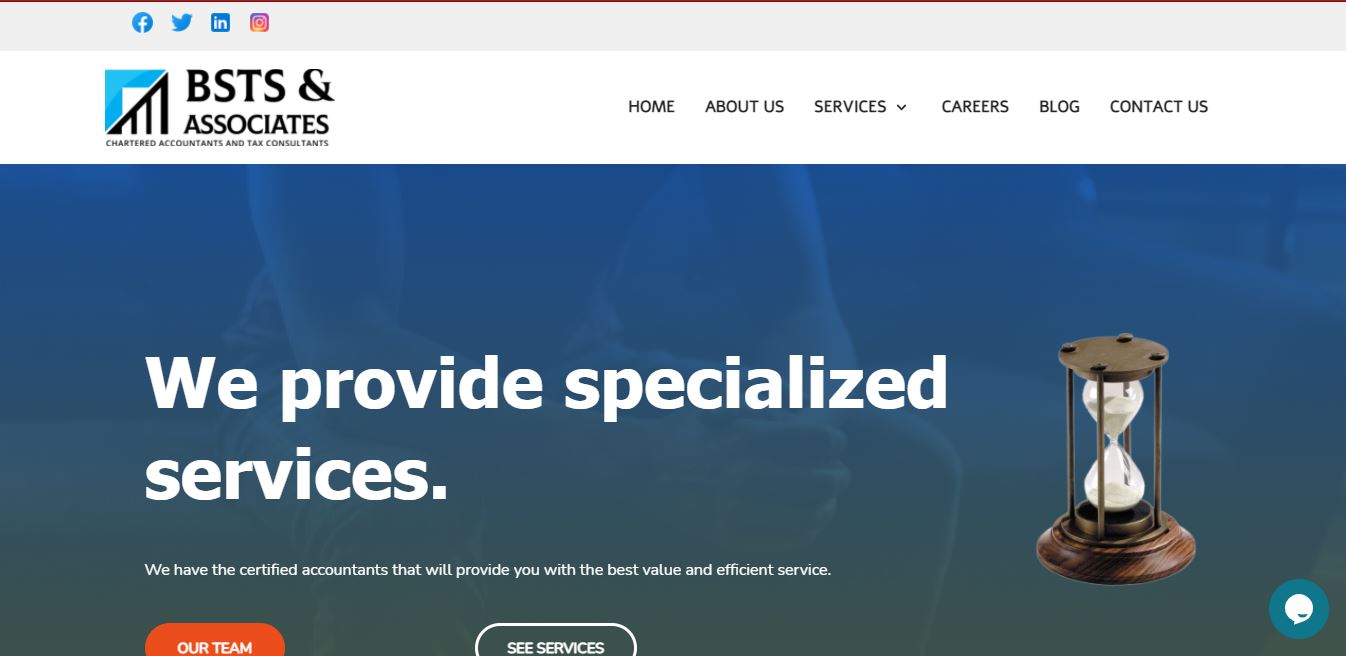 BSTS &
ASSOCIATES
CHARTERED ACCOUNTANTS AND TAX CONSULTANTS
HOME ABOUT US SERVICES CAREERS BLOG CONTACT US
We provide specialized
services.
We have the certified accountants that will provide you with the best value and efficient service.
OUR TEAM SEE SERVICES